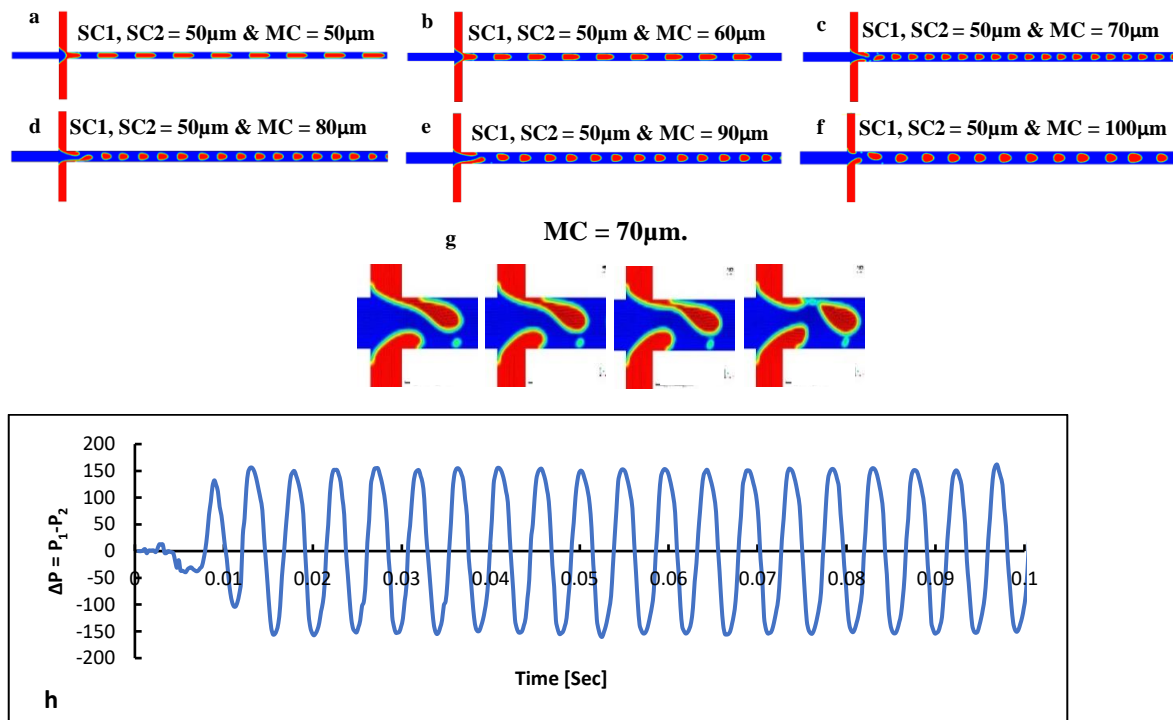 a
SC1, SC2 = 50µm & MC = 50µm
b
SC1, SC2 = 50µm & MC = 60µm
c
SC1, SC2 = 50µm & MC = 70µm
d
SC1, SC2 = 50µm & MC = 80µm
e
SC1, SC2 = 50µm & MC = 90µm
f
SC1, SC2 = 50µm & MC = 100µm
g
MC = 70µm.
ΔP = P₁-P₂
200
150
100
50
0
-50
-100
-150
-200
0 0.01 0.02 0.03 0.04 0.05 0.06 0.07 0.08 0.09 0.1
Time [Sec]
h